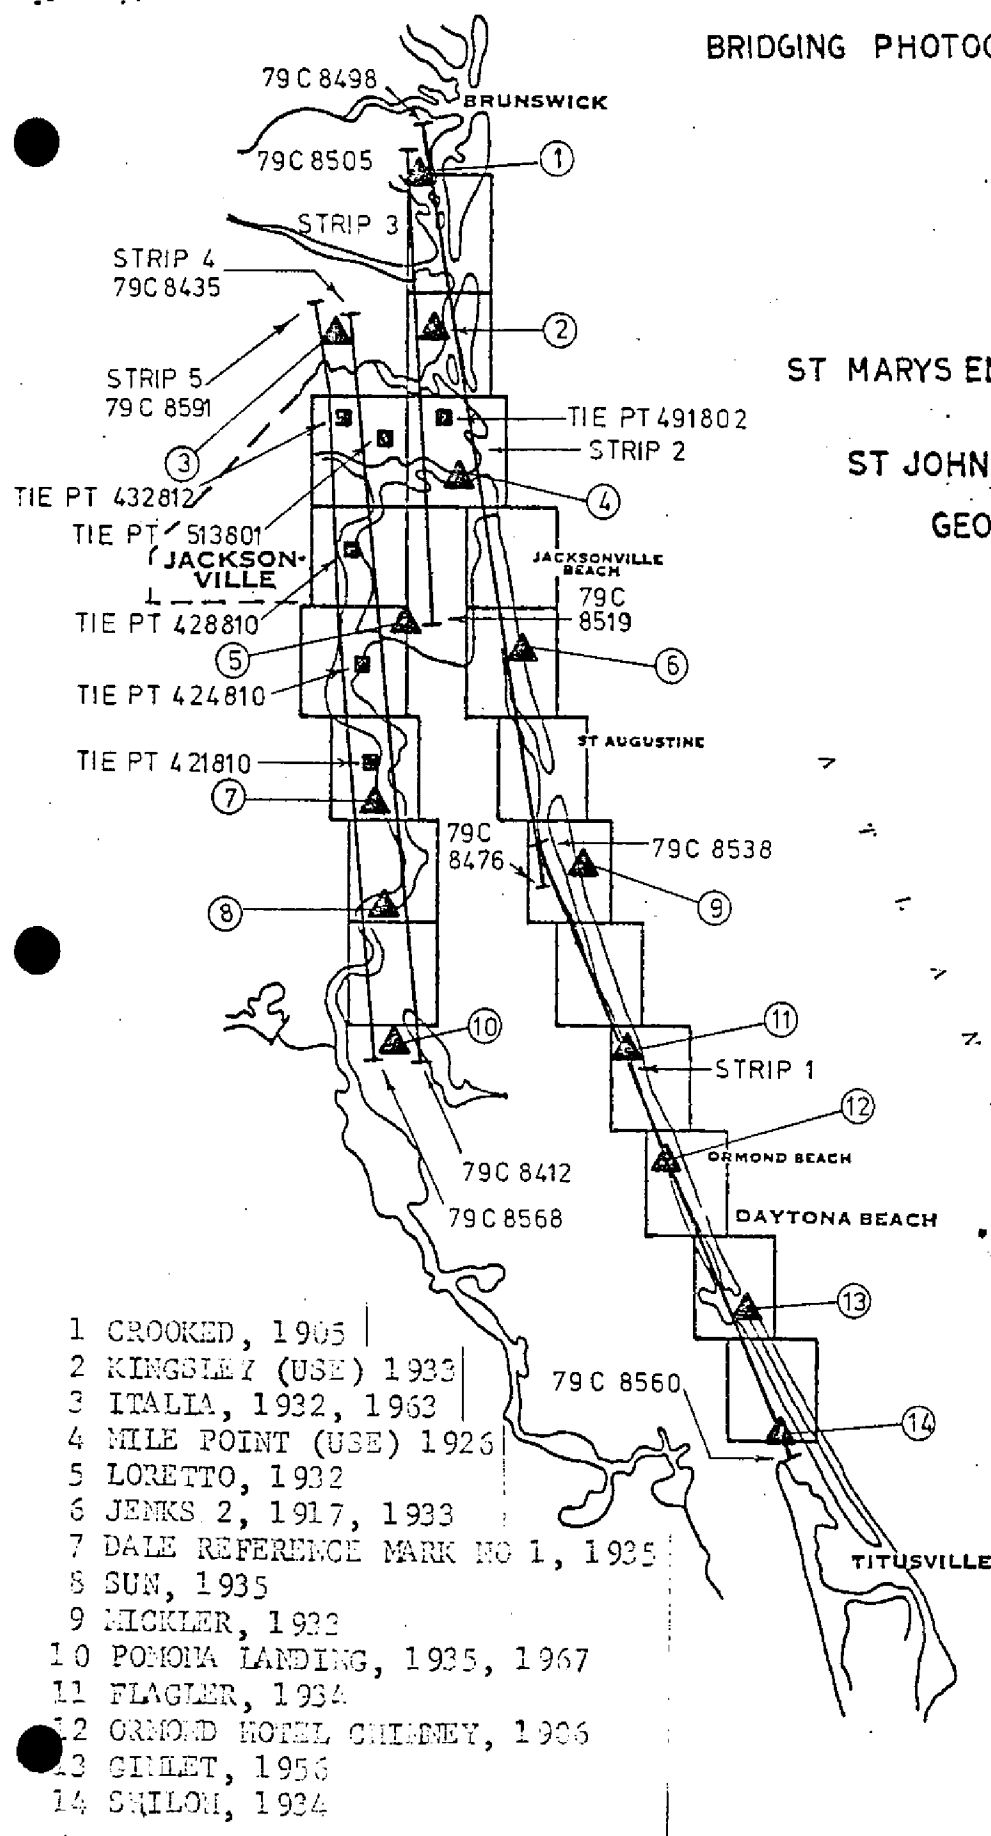 BRIDGING PHOTOG
79C 8498
BRUNSWICK
79C 8505
1
STRIP 3
STRIP 4
79C 8435
2
STRIP 5
79C 8591
ST MARYS
TIE PT 491802
STRIP 2
3
ST JOHN
TIE PT 432812
4
TIE PT 513801
GEO
JACKSON-
VILLE
JACKSONVILLE
BEACH
79C
8519
TIE PT 428810
5
6
TIE PT 424810
ST AUGUSTINE
TIE PT 421810
7
79C
8476
79C 8538
8
9
10
11
STRIP 1
12
ORMOND BEACH
79C 8412
79C 8568
DAYTONA BEACH
13
79C 8560
14
TITUSVILLE
1 CROOKED, 1905
2 KINGSLEY (USE) 1933
3 ITALIA, 1932, 1963
4 MILE POINT (USE) 1926
5 LORETTO, 1932
6 JENKS 2, 1917, 1933
7 DALE REFERENCE MARK NO 1, 1935
8 SUN, 1935
9 MICKLER, 1933
10 POMONA LANDING, 1935, 1967
11 FLAGLER, 1934
12 ORMOND HOTEL CHIMNEY, 1906
13 GIMLET, 1956
14 SHILOH, 1934